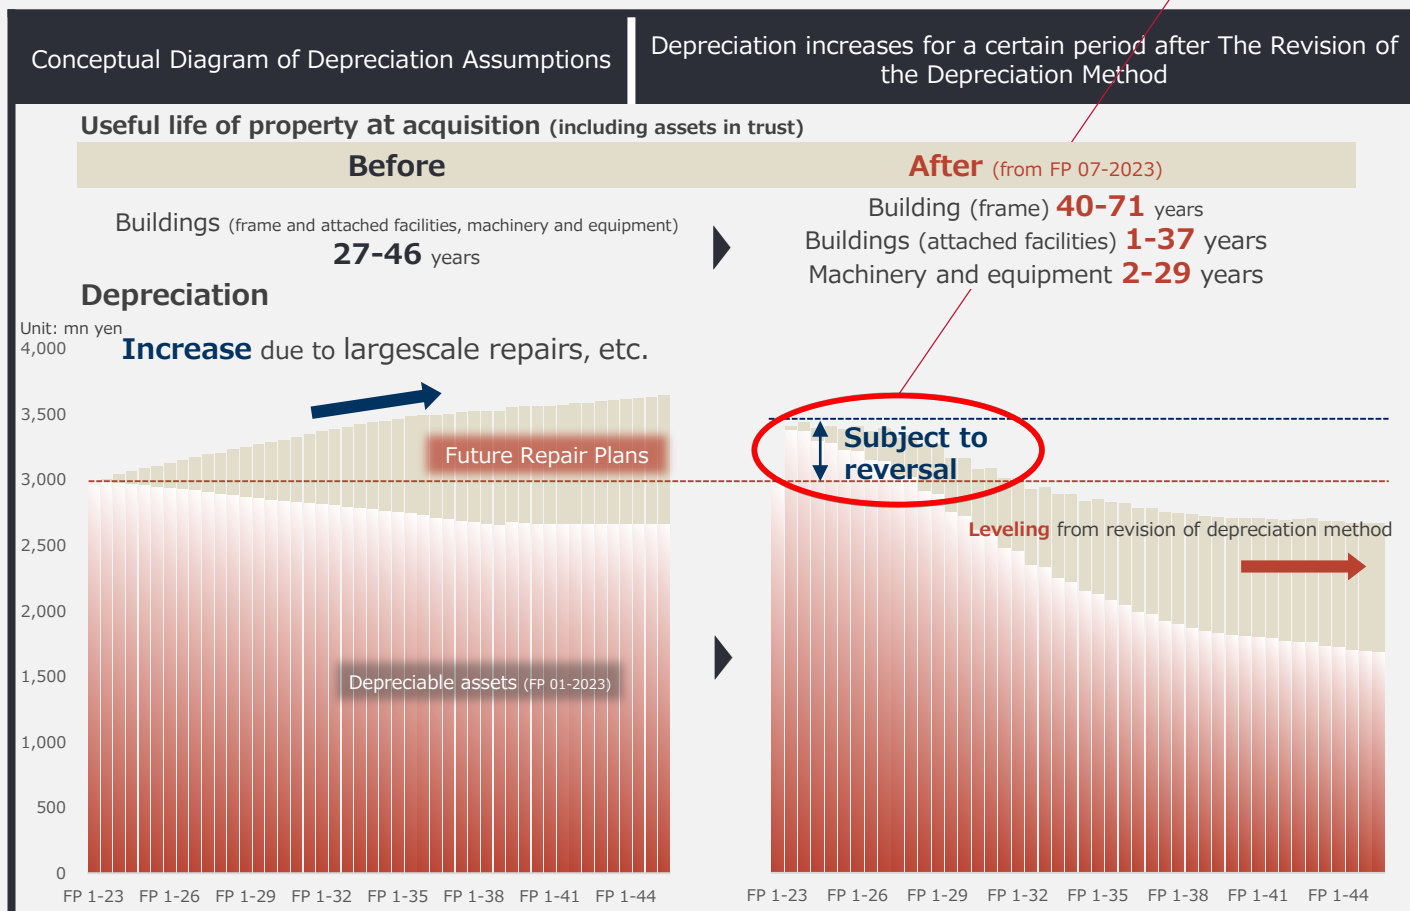 Conceptual Diagram of Depreciation Assumptions
Depreciation increases for a certain period after The Revision of
the Depreciation Method
Useful life of property at acquisition (including assets in trust)
Before
After (from FP 07-2023)
Buildings (frame and attached facilities, machinery and equipment)
27-46 years
Building (frame) 40-71 years
Buildings (attached facilities) 1-37 years
Machinery and equipment 2-29 years
Depreciation
Unit: mn yen
Increase due to largescale repairs, etc.
4,000
3,500
3,000
2,500
2,000
1,500
1,000
500
0
Future Repair Plans
Depreciable assets (FP 01-2023)
FP 1-23 FP 1-26 FP 1-29 FP 1-32 FP 1-35 FP 1-38 FP 1-41 FP 1-44
Subject to
reversal
Leveling from revision of depreciation method
FP 1-23 FP 1-26 FP 1-29 FP 1-32 FP 1-35 FP 1-38 FP 1-41 FP 1-44